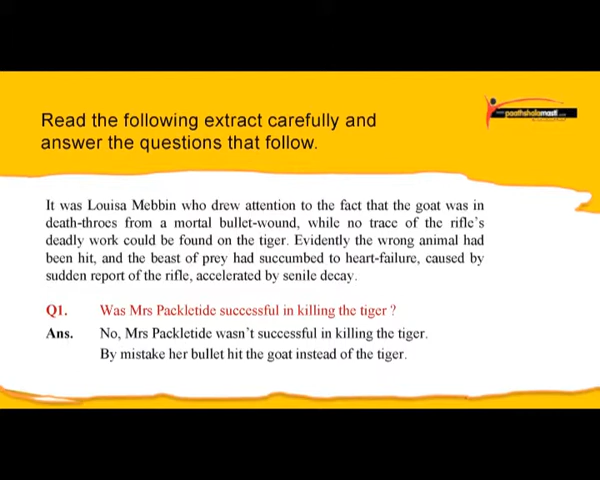 paathshalamasti
Read the following extract carefully and
answer the questions that follow.
It was Louisa Mebbin who drew attention to the fact that the goat was in
death-throes from a mortal bullet-wound, while no trace of the rifle's
deadly work could be found on the tiger. Evidently the wrong animal had
been hit, and the beast of prey had succumbed to heart-failure, caused by
sudden report of the rifle, accelerated by senile decay.
Q1. Was Mrs Packletide successful in killing the tiger ?
Ans. No, Mrs Packletide wasn't successful in killing the tiger.
By mistake her bullet hit the goat instead of the tiger.